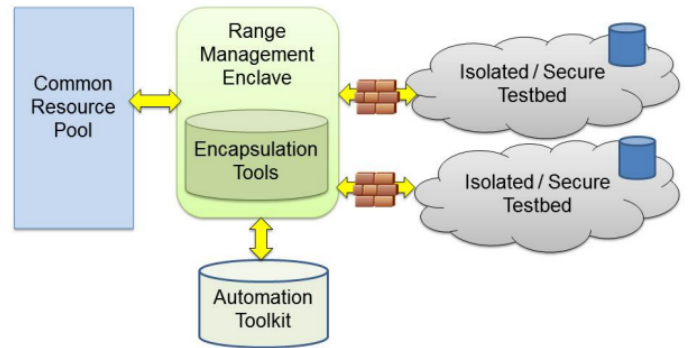 Common
Resource
Pool
Range
Management
Enclave
Encapsulation
Tools
Automation
Toolkit
Isolated / Secure
Testbed
Isolated / Secure
Testbed